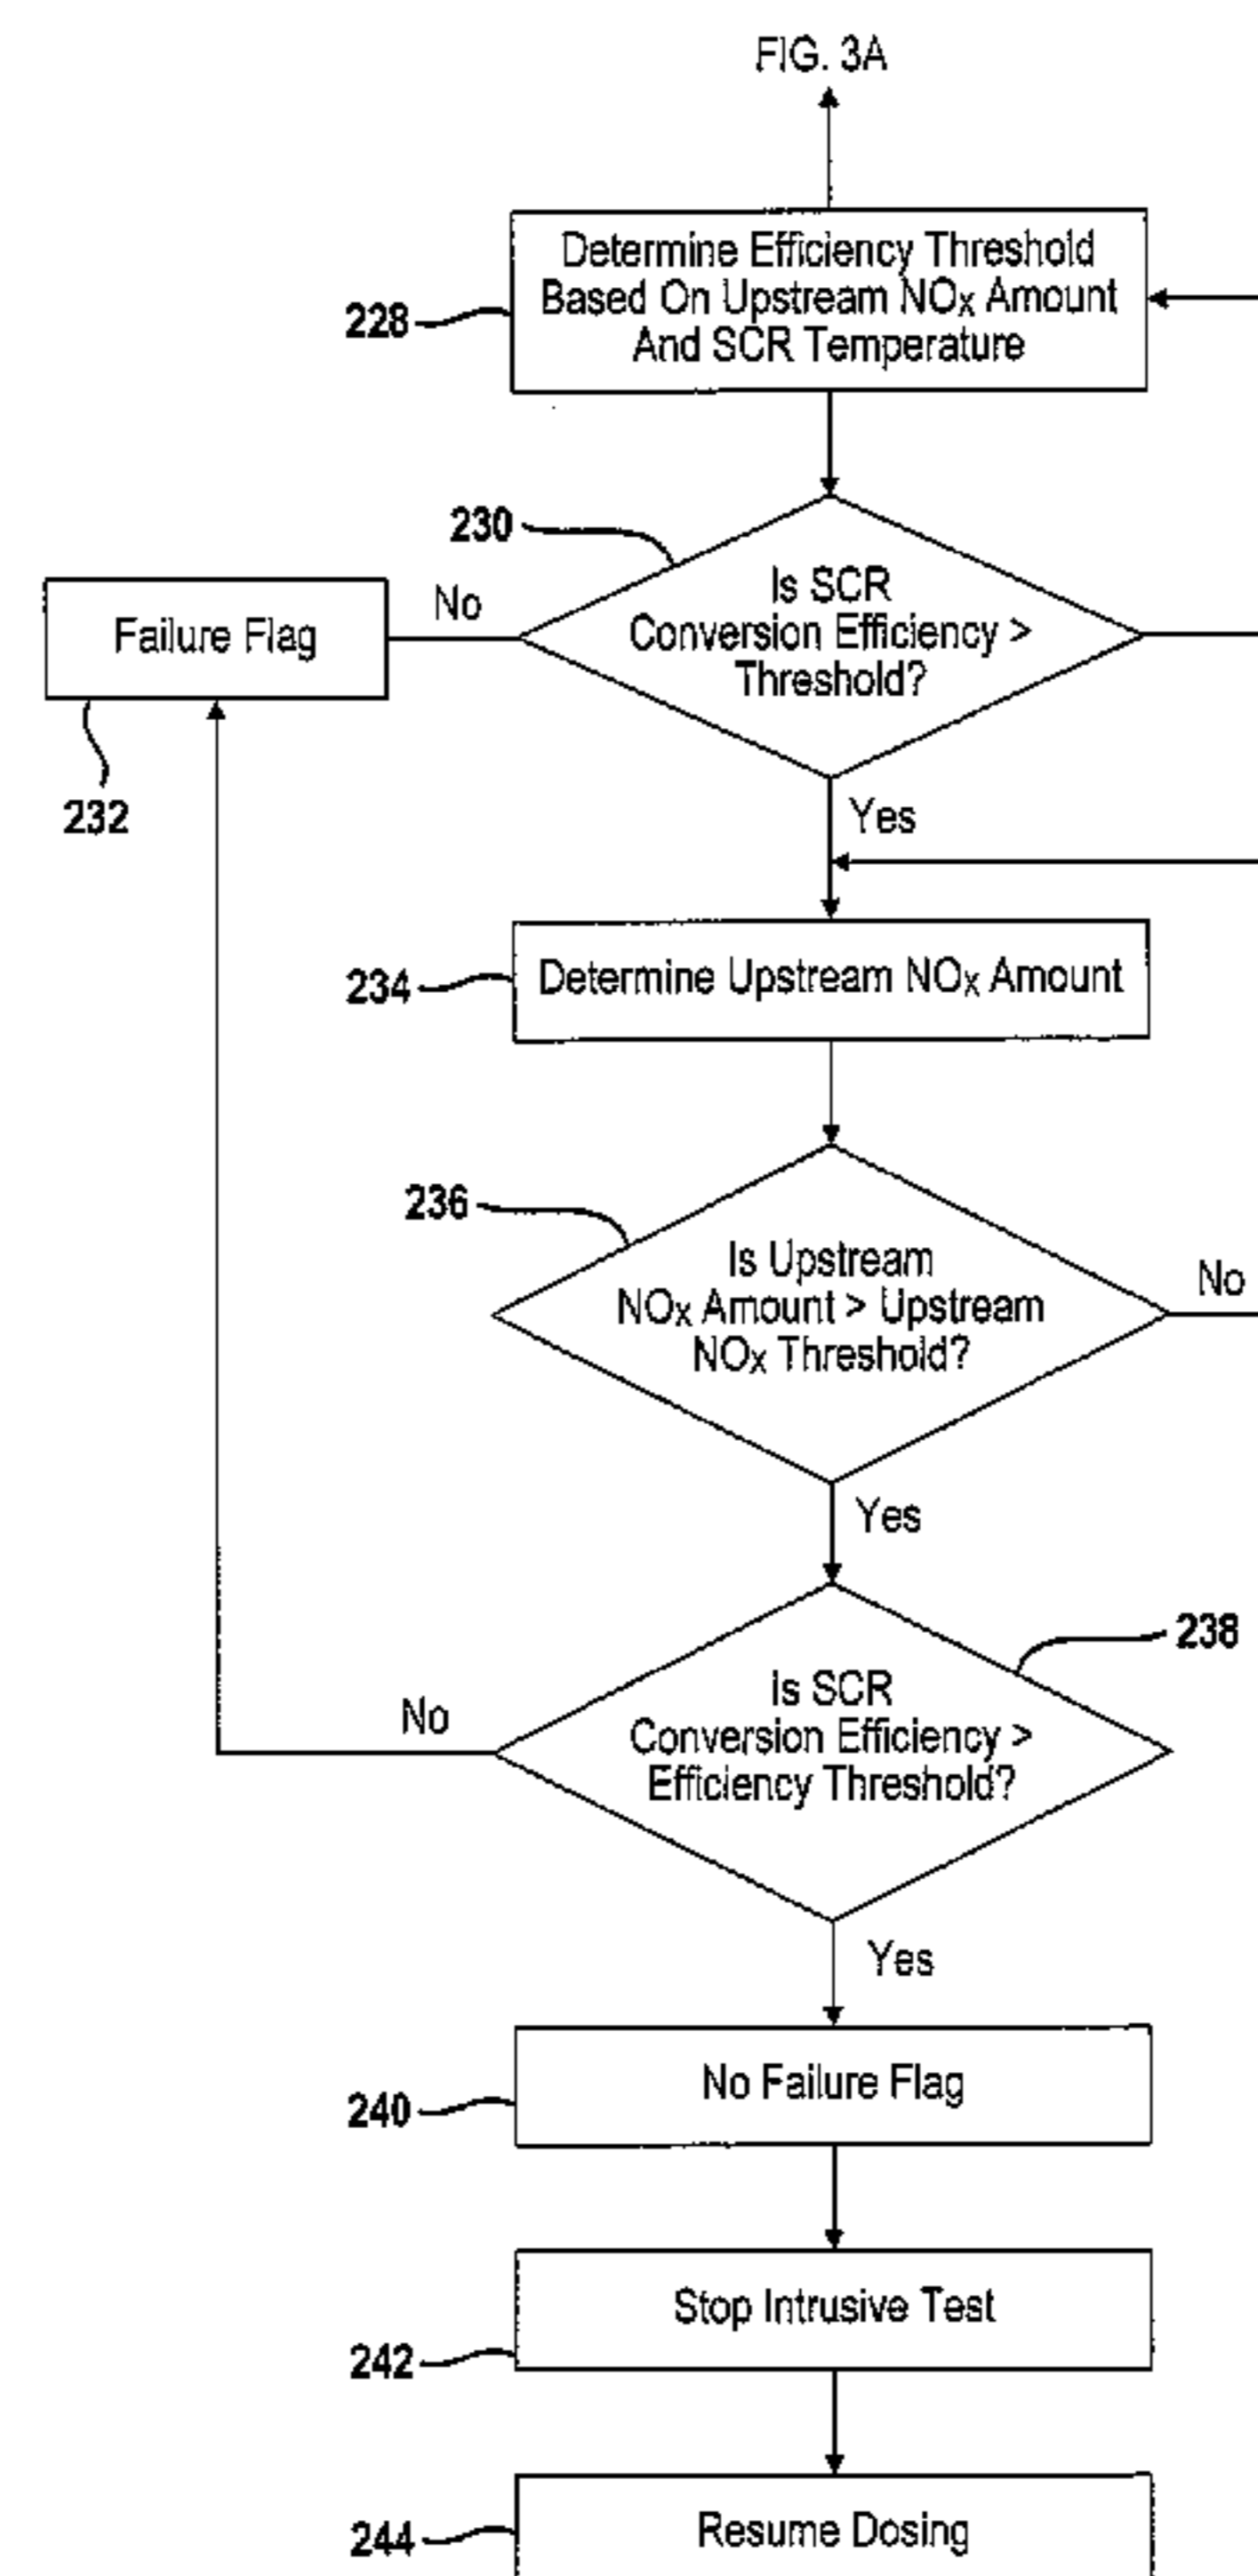 FIG. 3A
Determine Efficiency Threshold
Based On Upstream NOx Amount
And SCR Temperature
228
230
Is SCR
Conversion Efficiency >
Threshold?
No
Failure Flag
232
Yes
234
Determine Upstream NOx Amount
236
Is Upstream
NOx Amount > Upstream
NOx Threshold?
No
Yes
238
Is SCR
Conversion Efficiency >
Efficiency Threshold?
No
Yes
No Failure Flag
240
Stop Intrusive Test
242
Resume Dosing
244